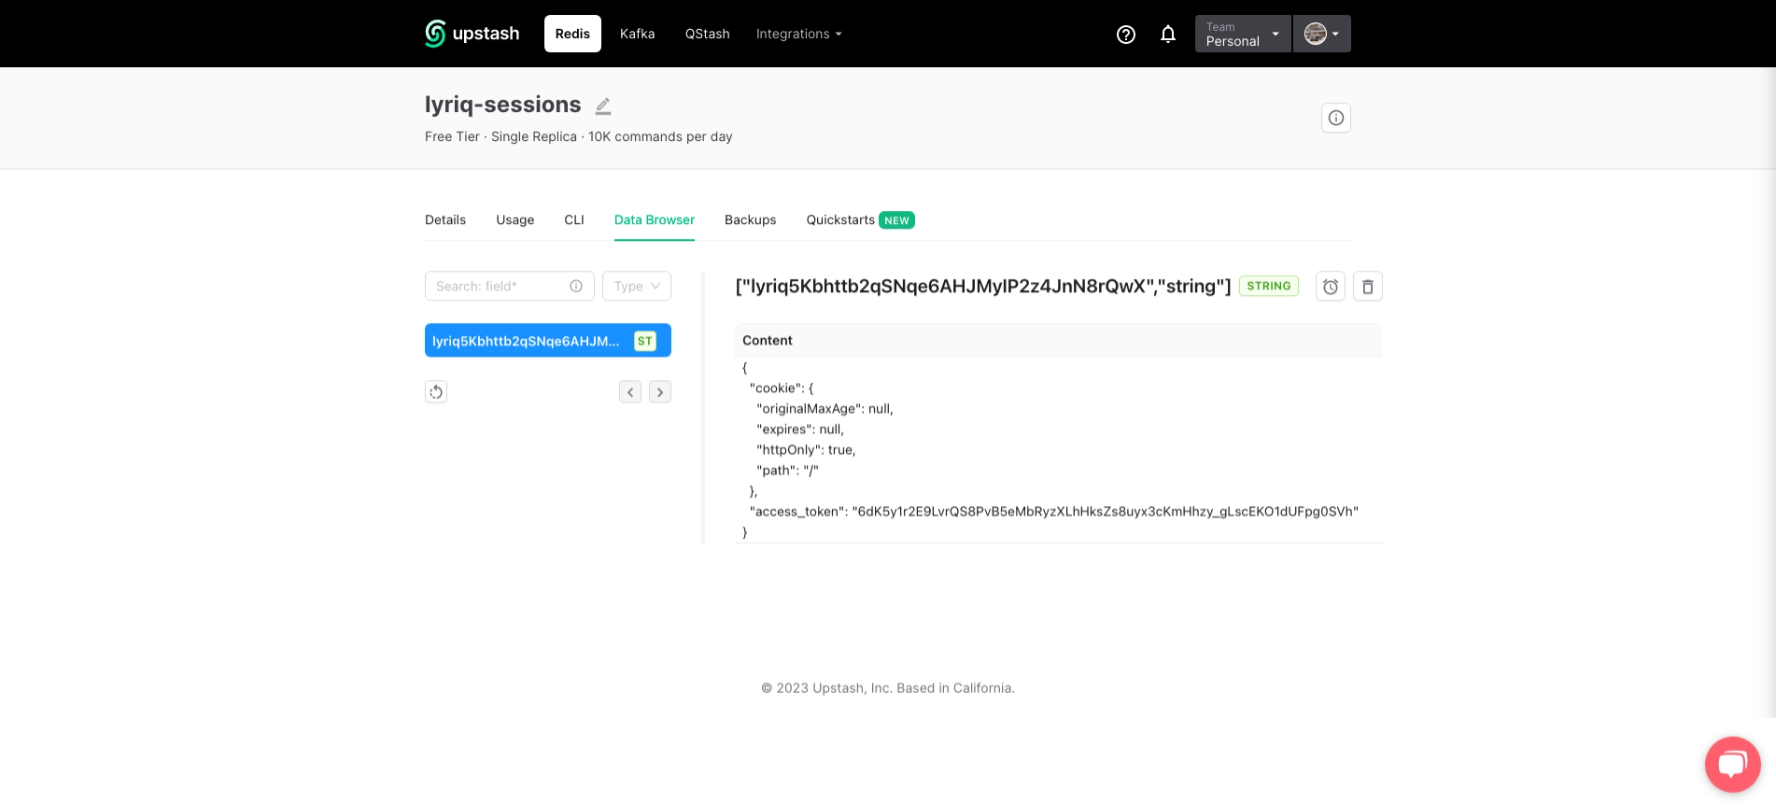 upstash
Redis
Kafka
QStash
Integrations
Team
Personal
lyriq-sessions
Free Tier · Single Replica · 10K commands per day
Details
Usage
CLI
Data Browser
Backups
Quickstarts NEW
Search: field*
Type
lyriq5Kbhttb2qSNqe6AHJM... ST
["lyriq5Kbhttb2qSNqe6AHJMylP2z4JnN8rQwX","string"] STRING
Content
{
"cookie": {
"originalMaxAge": null,
"expires": null,
"httpOnly": true,
"path": "/"
},
"access_token": "6dK5y1r2E9LvrQS8PvB5eMbRyzXLhHksZs8uyx3cKmHhzy_gLscEKO1dUFpg0SVh"
}
© 2023 Upstash, Inc. Based in California.